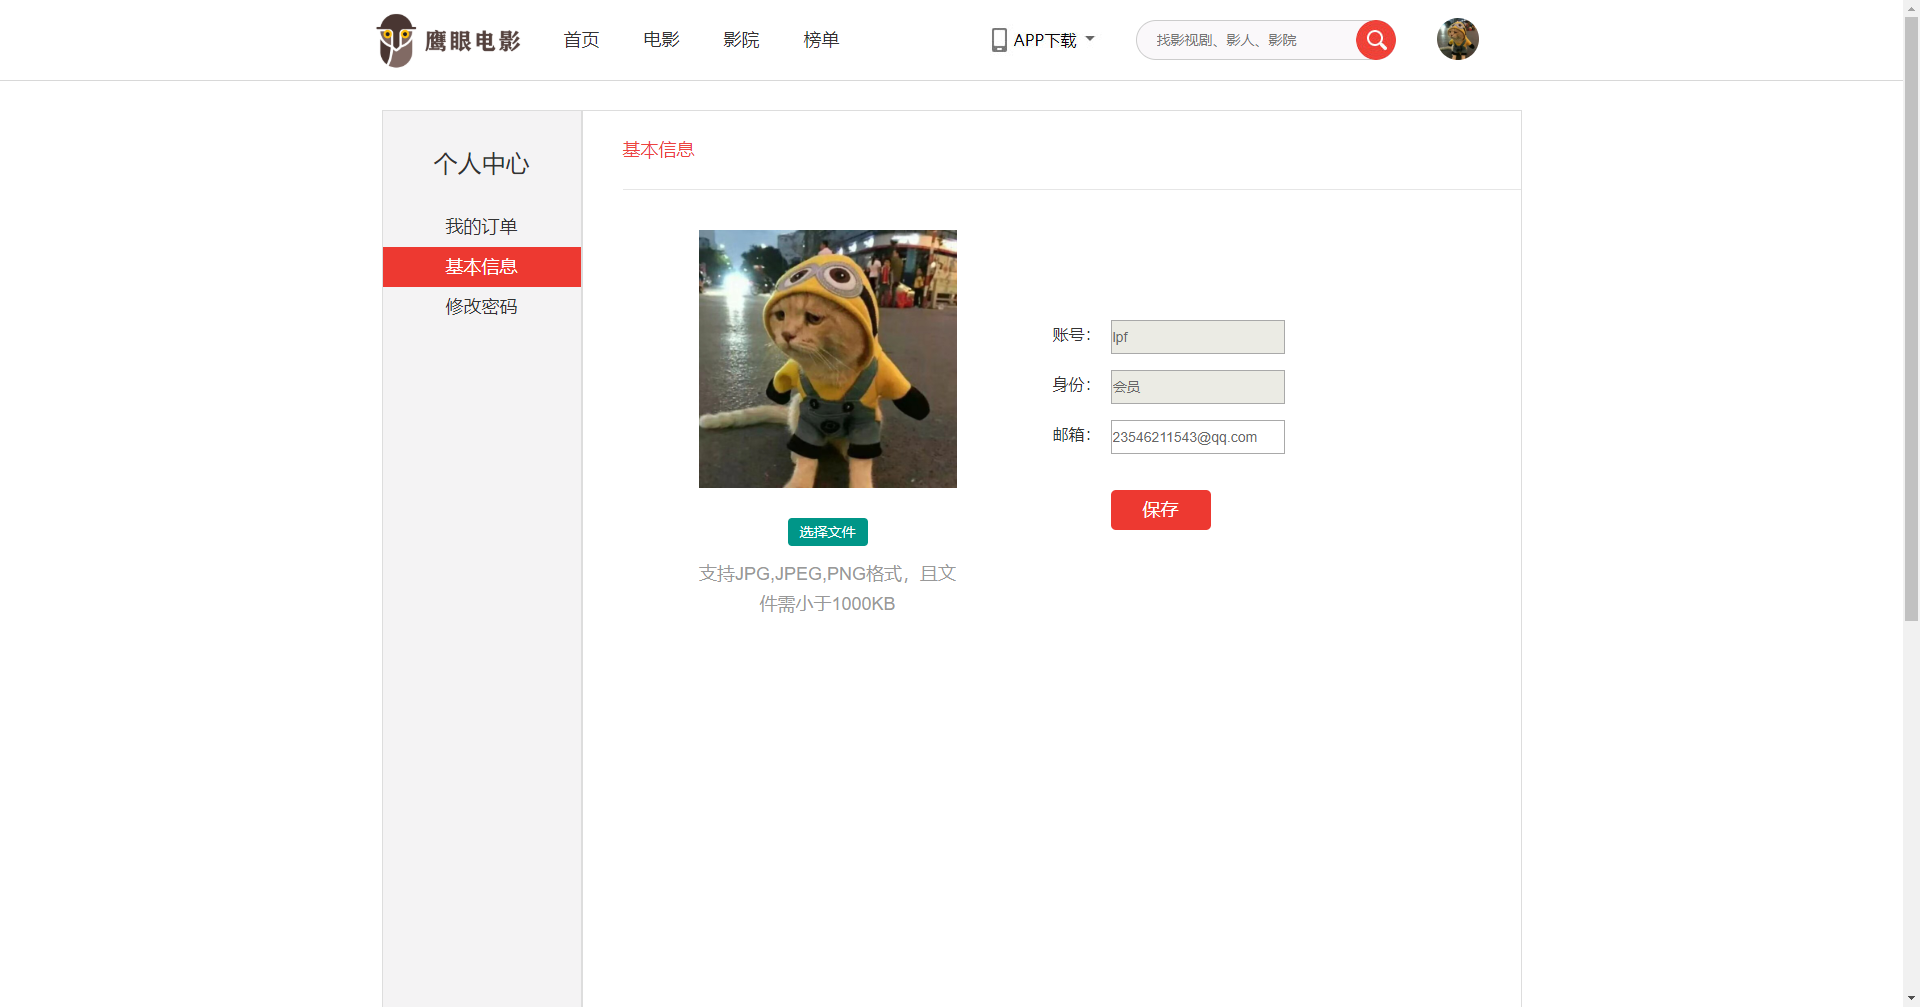 鹰眼电影
首页
电影
影院
榜单
APP下载
找影视剧、影人、影院
个人中心
我的订单
基本信息
修改密码
基本信息
选择文件
支持JPG,JPEG,PNG格式，且文
件需小于1000KB
账号： lpf
身份： 会员
邮箱： 23546211543@qq.com
保存